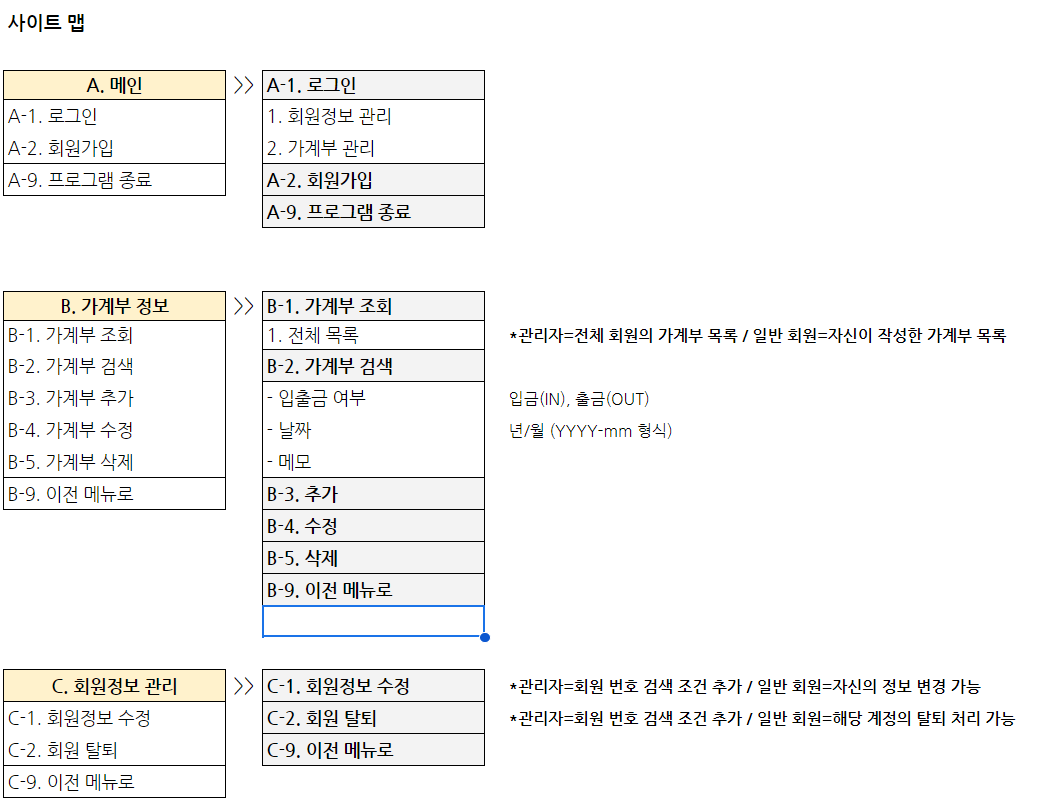 사이트 맵
A. 메인 >> A-1. 로그인
A-1. 로그인 1. 회원정보 관리
A-2. 회원가입 2. 가계부 관리
A-9. 프로그램 종료 A-2. 회원가입
A-9. 프로그램 종료
B. 가계부 정보 >> B-1. 가계부 조회
B-1. 가계부 조회 1. 전체 목록 *관리자=전체 회원의 가계부 목록 / 일반 회원=자신이 작성한 가계부 목록
B-2. 가계부 검색 B-2. 가계부 검색
B-3. 가계부 추가 - 입출금 여부 입금(IN), 출금(OUT)
B-4. 가계부 수정 - 날짜 년/월 (YYYY-mm 형식)
B-5. 가계부 삭제 - 메모
B-9. 이전 메뉴로 B-3. 추가
B-4. 수정
B-5. 삭제
B-9. 이전 메뉴로
C. 회원정보 관리 >> C-1. 회원정보 수정 *관리자=회원 번호 검색 조건 추가 / 일반 회원=자신의 정보 변경 가능
C-1. 회원정보 수정 C-2. 회원 탈퇴 *관리자=회원 번호 검색 조건 추가 / 일반 회원=해당 계정의 탈퇴 처리 가능
C-2. 회원 탈퇴 C-9. 이전 메뉴로
C-9. 이전 메뉴로